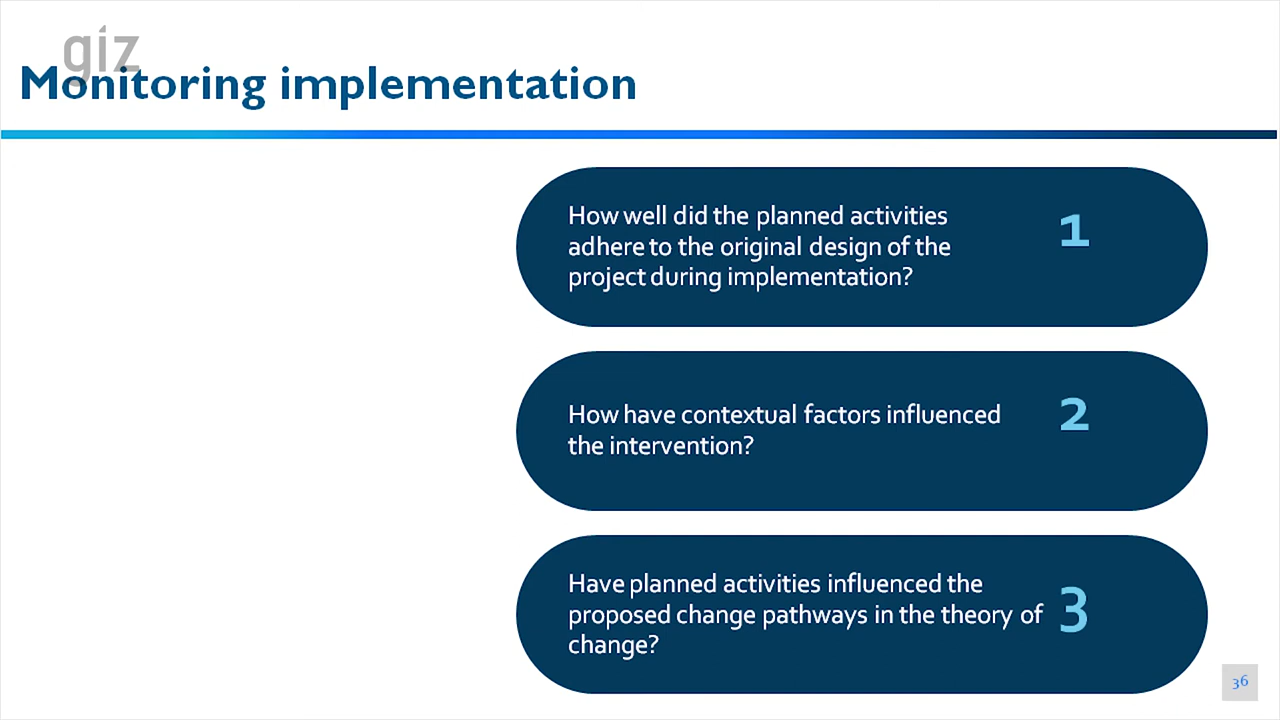 giz
Monitoring implementation
How well did the planned activities
adhere to the original design of the
project during implementation?
1
How have contextual factors influenced
the intervention?
2
Have planned activities influenced the
proposed change pathways in the theory of
change?
3
36